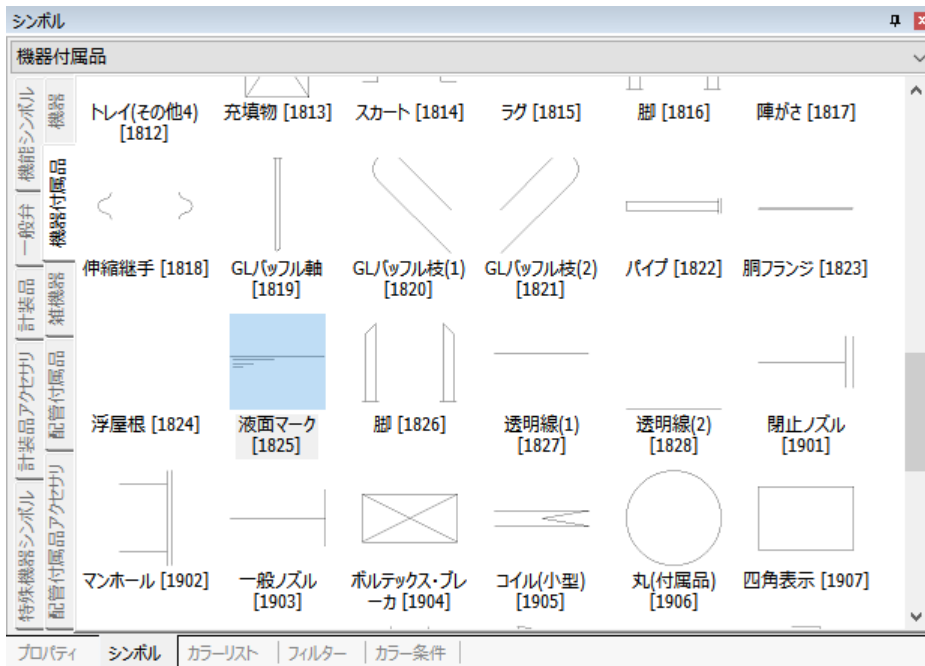 シンボル
機器付属品
機能シンボル
一般弁
計装品
計装品アクセサリ
特殊機器シンボル
機器
機器付属品
雑機器
配管付属品
配管付属品アクセサリ
トレイ(その他4)
[1812]
充填物 [1813]
スカート [1814]
ラグ [1815]
脚 [1816]
陣がさ [1817]
伸縮継手 [1818]
GLバッフル軸
[1819]
GLバッフル枝(1)
[1820]
GLバッフル枝(2)
[1821]
パイプ [1822]
胴フランジ [1823]
浮屋根 [1824]
液面マーク
[1825]
脚 [1826]
透明線(1)
[1827]
透明線(2)
[1828]
閉止ノズル
[1901]
マンホール [1902]
一般ノズル
[1903]
ボルテックス・ブレ
ーカ [1904]
コイル(小型)
[1905]
丸(付属品)
[1906]
四角表示 [1907]
プロパティ
シンボル
カラーリスト
フィルター
カラー条件